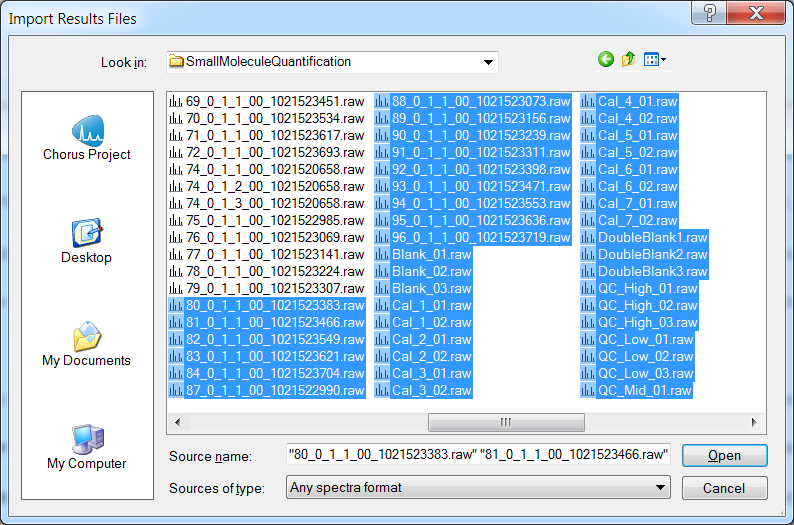 Import Results Files
Look in:
SmallMoleculeQuantification
Chorus Project
Desktop
My Documents
My Computer
69_0_1_1_00_1021523451.raw
70_0_1_1_00_1021523534.raw
71_0_1_1_00_1021523617.raw
72_0_1_1_00_1021523693.raw
74_0_1_1_00_1021520658.raw
74_0_1_2_00_1021520658.raw
74_0_1_3_00_1021520658.raw
75_0_1_1_00_1021522985.raw
76_0_1_1_00_1021523069.raw
77_0_1_1_00_1021523141.raw
78_0_1_1_00_1021523224.raw
79_0_1_1_00_1021523307.raw
80_0_1_1_00_1021523383.raw
81_0_1_1_00_1021523466.raw
82_0_1_1_00_1021523549.raw
83_0_1_1_00_1021523621.raw
84_0_1_1_00_1021523704.raw
87_0_1_1_00_1021522990.raw
88_0_1_1_00_1021523073.raw
89_0_1_1_00_1021523156.raw
90_0_1_1_00_1021523239.raw
91_0_1_1_00_1021523311.raw
92_0_1_1_00_1021523398.raw
93_0_1_1_00_1021523471.raw
94_0_1_1_00_1021523553.raw
95_0_1_1_00_1021523636.raw
96_0_1_1_00_1021523719.raw
Blank_01.raw
Blank_02.raw
Blank_03.raw
Cal_1_01.raw
Cal_1_02.raw
Cal_2_01.raw
Cal_2_02.raw
Cal_3_01.raw
Cal_3_02.raw
Cal_4_01.raw
Cal_4_02.raw
Cal_5_01.raw
Cal_5_02.raw
Cal_6_01.raw
Cal_6_02.raw
Cal_7_01.raw
Cal_7_02.raw
DoubleBlank1.raw
DoubleBlank2.raw
DoubleBlank3.raw
QC_High_01.raw
QC_High_02.raw
QC_High_03.raw
QC_Low_01.raw
QC_Low_02.raw
QC_Low_03.raw
QC_Mid_01.raw
Source name:
"80_0_1_1_00_1021523383.raw" "81_0_1_1_00_1021523466.raw"
Open
Sources of type:
Any spectra format
Cancel